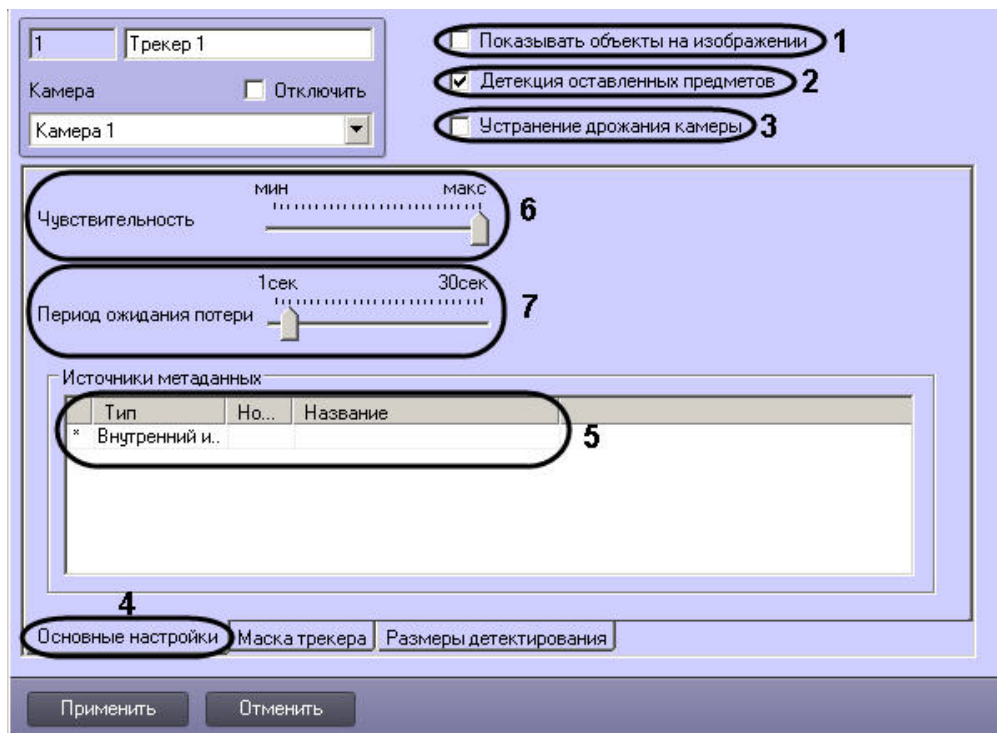 1
Трекер 1
Камера
Отключить
Камера 1
Показывать объекты на изображении 1
Детекция оставленных предметов 2
Устранение дрожания камеры 3
мин макс
Чувствительность
6
1сек 30сек
Период ожидания потери
7
Источники метаданных
Тип Но... Название
* Внутренний и..
5
4
Основные настройки Маска трекера Размеры детектирования
Применить Отменить